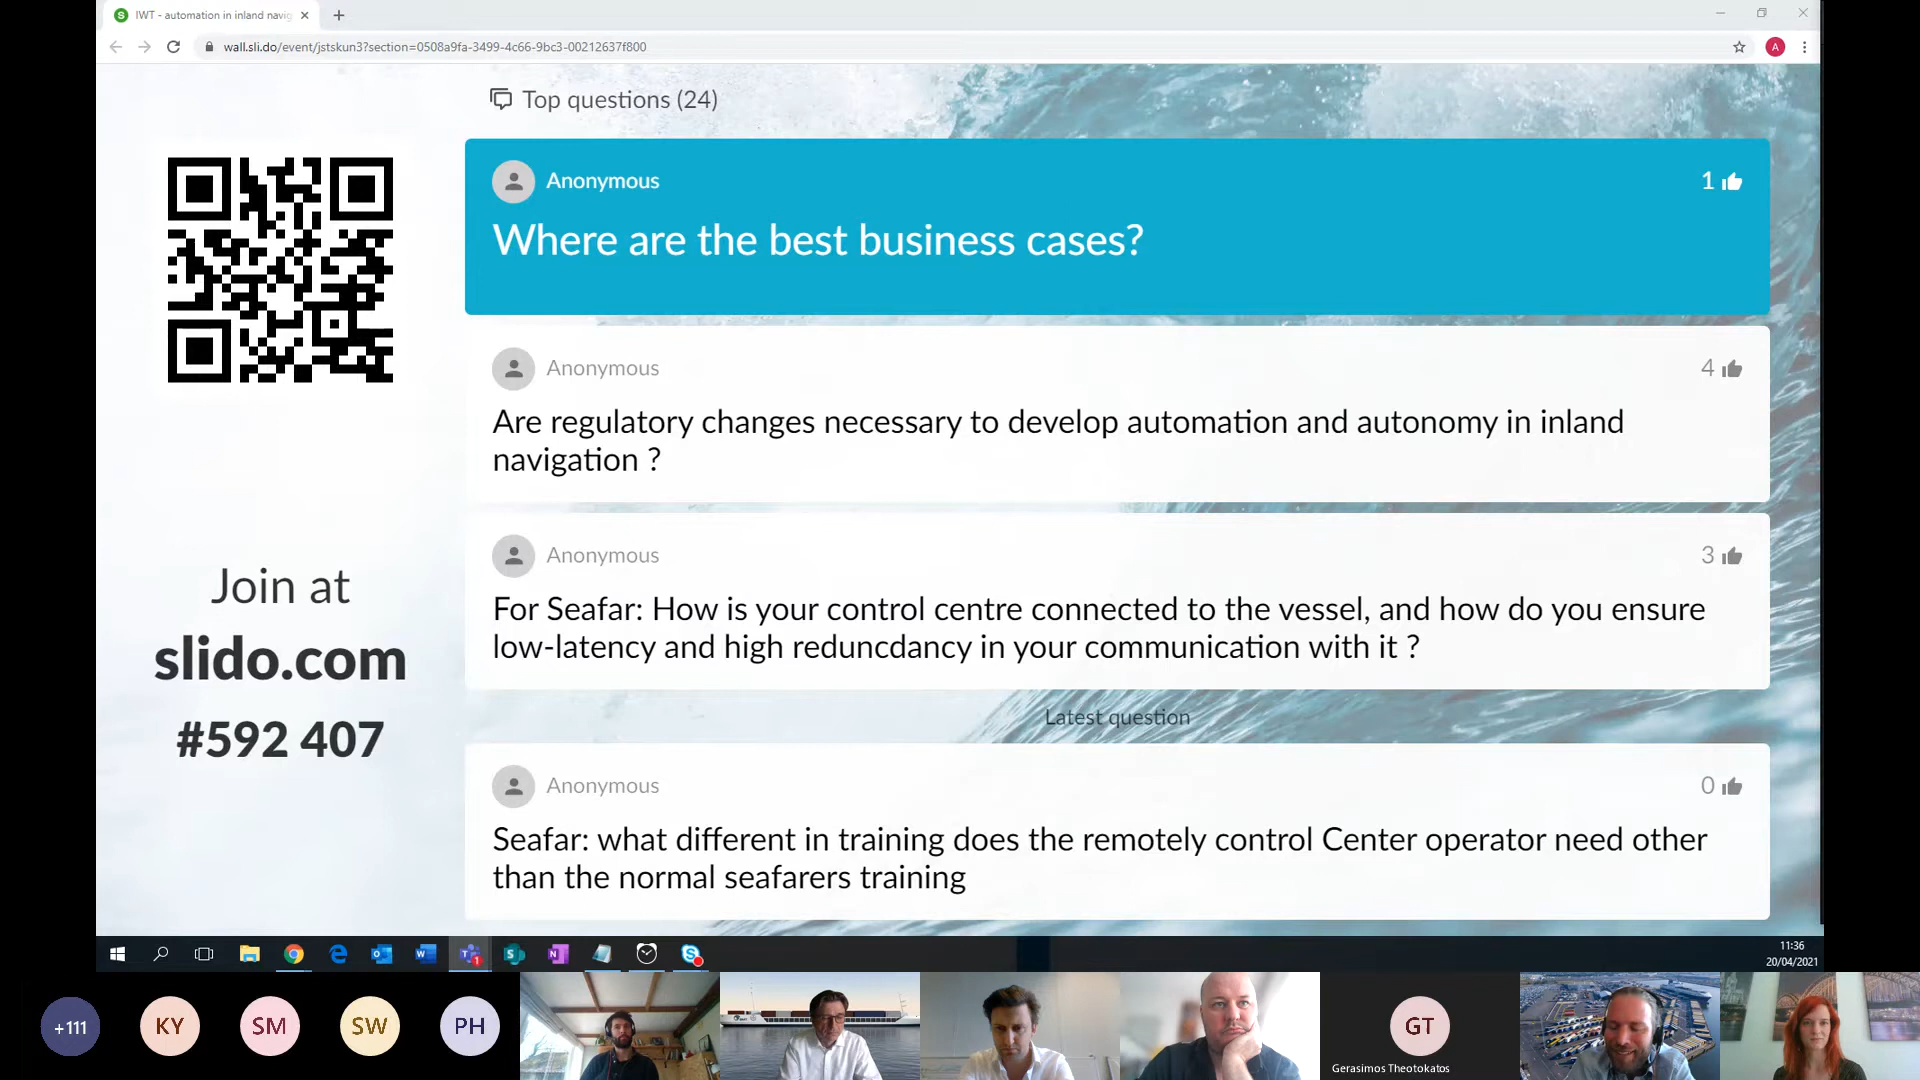 IWT - automation in inland navig
wall.sli.do/event/jstskun3?section=0508a9fa-3499-4c66-9bc3-00212637f800
A
Top questions (24)
Anonymous
1
Where are the best business cases?
Anonymous
4
Are regulatory changes necessary to develop automation and autonomy in inland
navigation ?
Anonymous
3
For Seafar: How is your control centre connected to the vessel, and how do you ensure
low-latency and high reduncdancy in your communication with it ?
Latest question
Anonymous
0
Seafar: what different in training does the remotely control Center operator need other
than the normal seafarers training
Join at
slido.com
#592 407
11:36
20/04/2021
+111
KY
SM
SW
PH
GT
Gerasimos Theotokatos